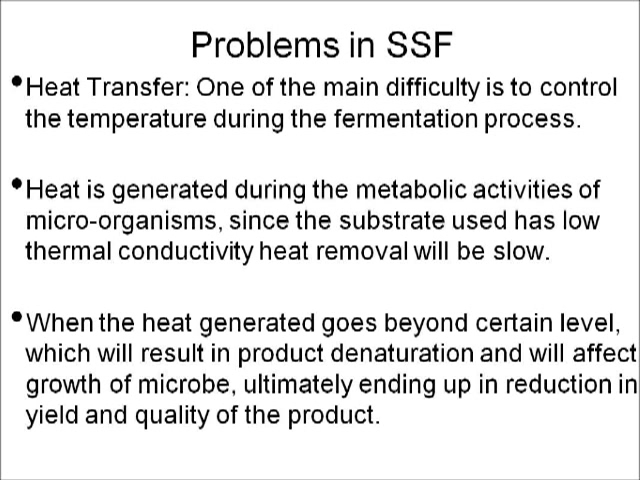 Problems in SSF
•Heat Transfer: One of the main difficulty is to control
the temperature during the fermentation process.
•Heat is generated during the metabolic activities of
micro-organisms, since the substrate used has low
thermal conductivity heat removal will be slow.
•When the heat generated goes beyond certain level,
which will result in product denaturation and will affect
growth of microbe, ultimately ending up in reduction in
yield and quality of the product.